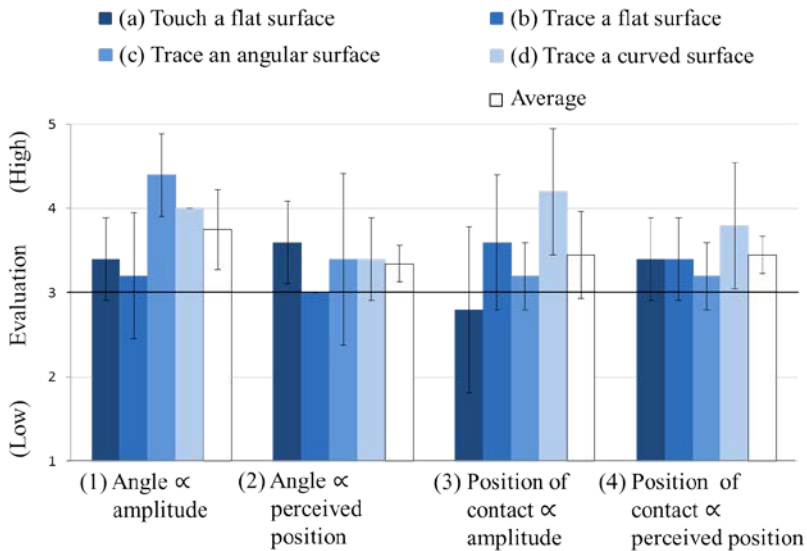 (a) Touch a flat surface
(b) Trace a flat surface
(c) Trace an angular surface
(d) Trace a curved surface
Average
(High)
Evaluation
(Low)
5
4
3
2
1
(1) Angle ∝
amplitude
(2) Angle ∝
perceived
position
(3) Position of
contact ∝
amplitude
(4) Position of
contact ∝
perceived position